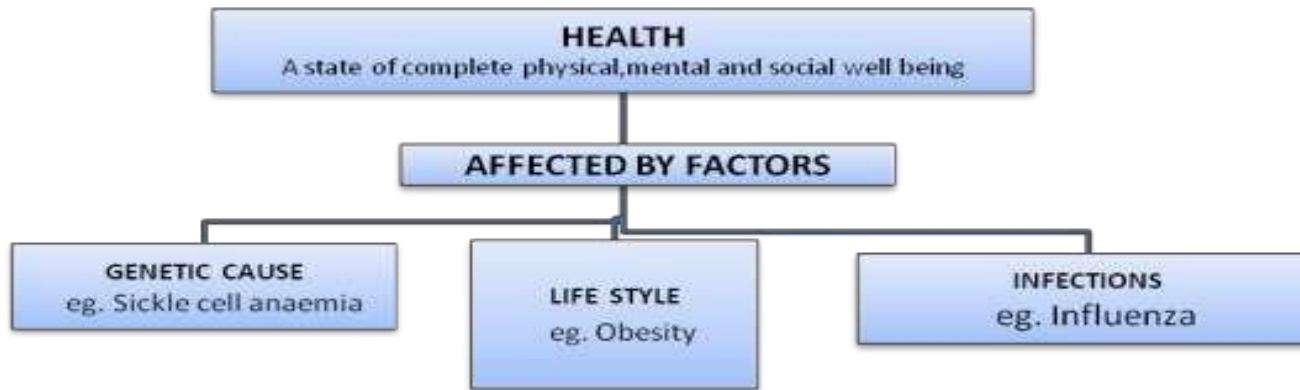 HEALTH
A state of complete physical,mental and social well being
AFFECTED BY FACTORS
GENETIC CAUSE
eg. Sickle cell anaemia
LIFE STYLE
eg. Obesity
INFECTIONS
eg. Influenza